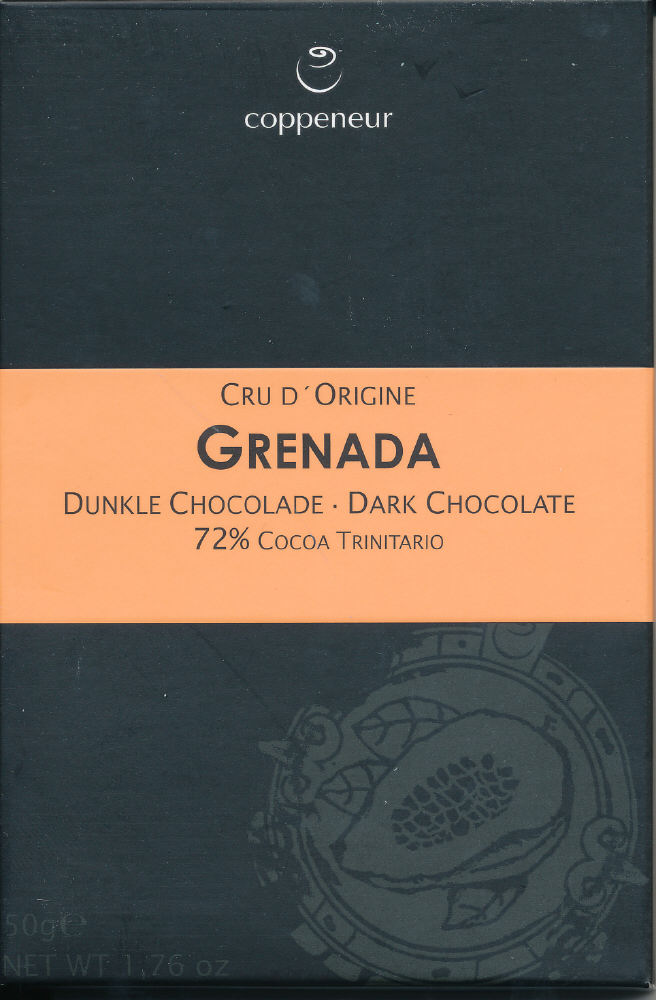 coppeneur
CRU D´ORIGINE
GRENADA
DUNKLE CHOCOLADE · DARK CHOCOLATE
72% COCOA TRINITARIO
50g℮
NET WT 1,76 oz